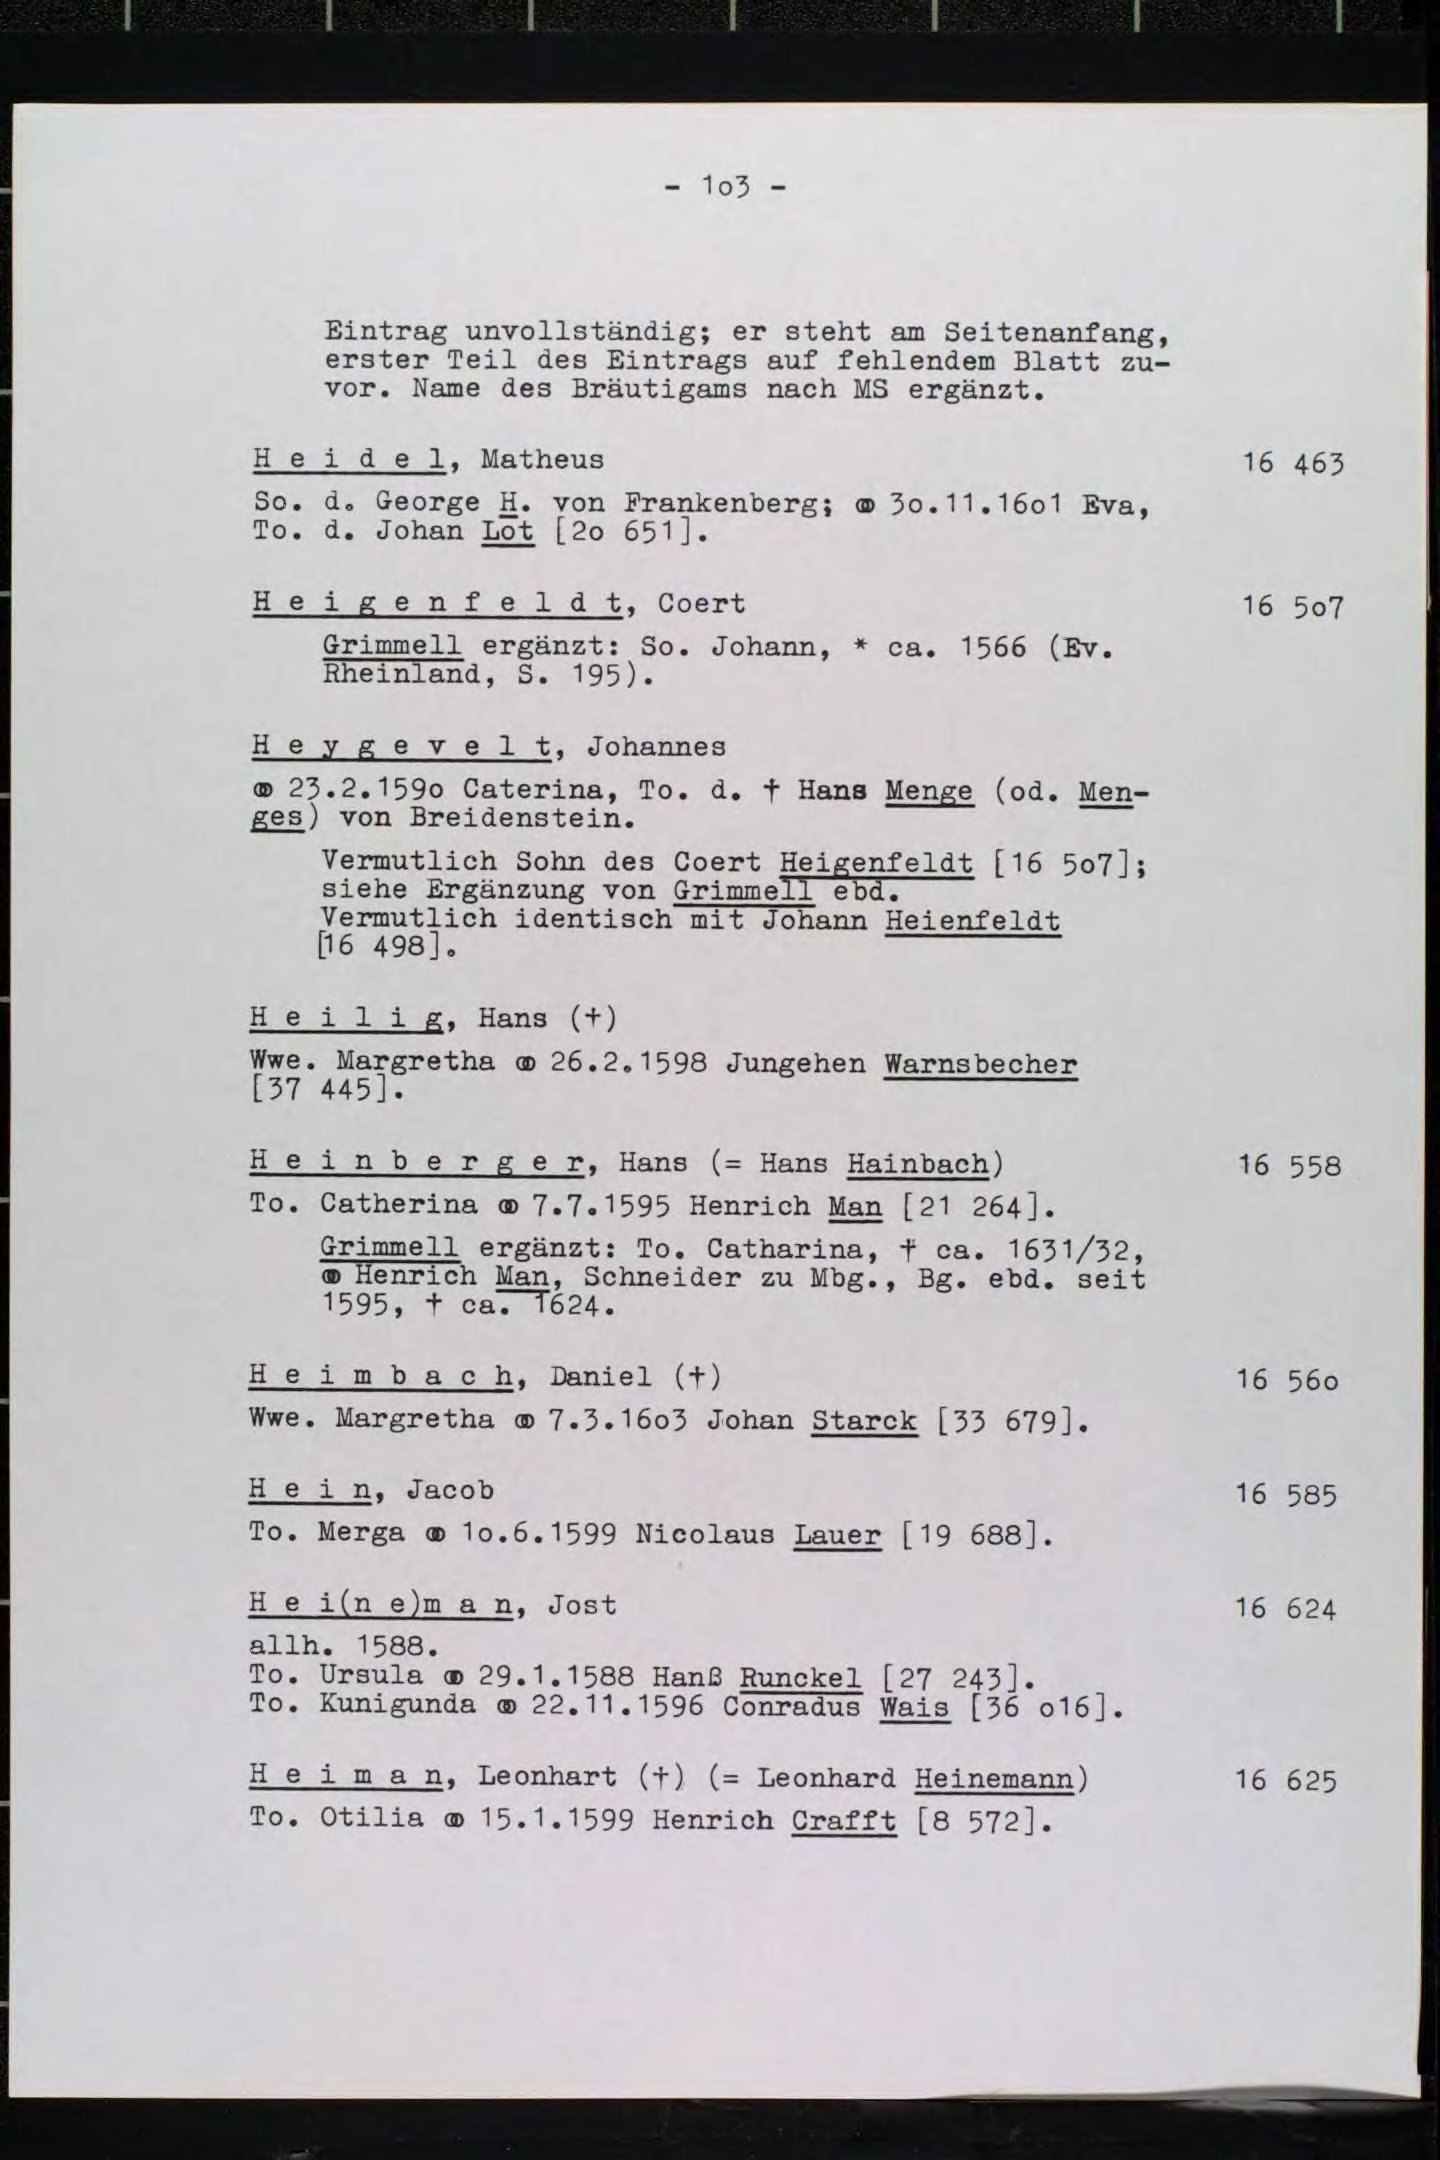 - 1o3 -
Eintrag unvollständig; er steht am Seitenanfang,
erster Teil des Eintrags auf fehlendem Blatt zu-
vor. Name des Bräutigams nach MS ergänzt.
H e i d e l, Matheus 16 463
So. d. George H. von Frankenberg; ⚭ 3o.11.16o1 Eva,
To. d. Johan Lot [2o 651].
H e i g e n f e l d t, Coert 16 5o7
Grimmell ergänzt: So. Johann, * ca. 1566 (Ev.
Rheinland, S. 195).
H e y g e v e l t, Johannes
⚭ 23.2.159o Caterina, To. d. † Hans Menge (od. Men-
ges) von Breidenstein.
Vermutlich Sohn des Coert Heigenfeldt [16 5o7];
siehe Ergänzung von Grimmell ebd.
Vermutlich identisch mit Johann Heienfeldt
[16 498].
H e i l i g, Hans (†)
Wwe. Margretha ⚭ 26.2.1598 Jungehen Warnsbecher
[37 445].
H e i n b e r g e r, Hans (= Hans Hainbach) 16 558
To. Catherina ⚭ 7.7.1595 Henrich Man [21 264].
Grimmell ergänzt: To. Catharina, † ca. 1631/32,
⚭ Henrich Man, Schneider zu Mbg., Bg. ebd. seit
1595, † ca. 1624.
H e i m b a c h, Daniel (†) 16 56o
Wwe. Margretha ⚭ 7.3.16o3 Johan Starck [33 679].
H e i n, Jacob 16 585
To. Merga ⚭ 1o.6.1599 Nicolaus Lauer [19 688].
H e i(n e)m a n, Jost 16 624
allh. 1588.
To. Ursula ⚭ 29.1.1588 Hanß Runckel [27 243].
To. Kunigunda ⚭ 22.11.1596 Conradus Wais [36 o16].
H e i m a n, Leonhart (†) (= Leonhard Heinemann) 16 625
To. Otilia ⚭ 15.1.1599 Henrich Crafft [8 572].